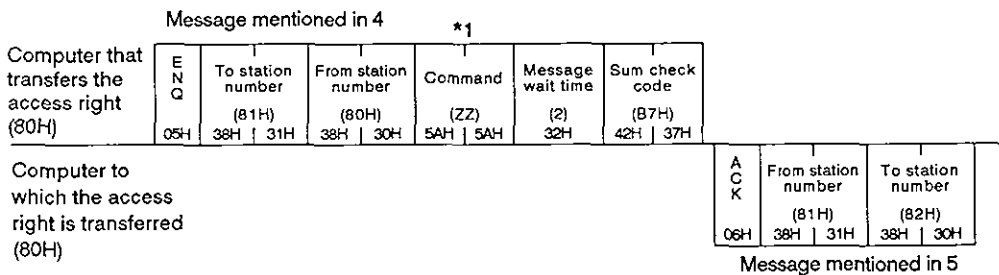 Message mentioned in 4
*1
Computer that
transfers the
access right
(80H)
E
N
Q
05H
To station
number
(81H)
38H 31H
From station
number
(80H)
38H 30H
Command
(ZZ)
5AH 5AH
Message
wait time
(2)
32H
Sum check
code
(B7H)
42H 37H
Computer to
which the access
right is transferred
(80H)
A
C
K
06H
From station
number
(81H)
38H 31H
To station
number
(82H)
38H 30H
Message mentioned in 5